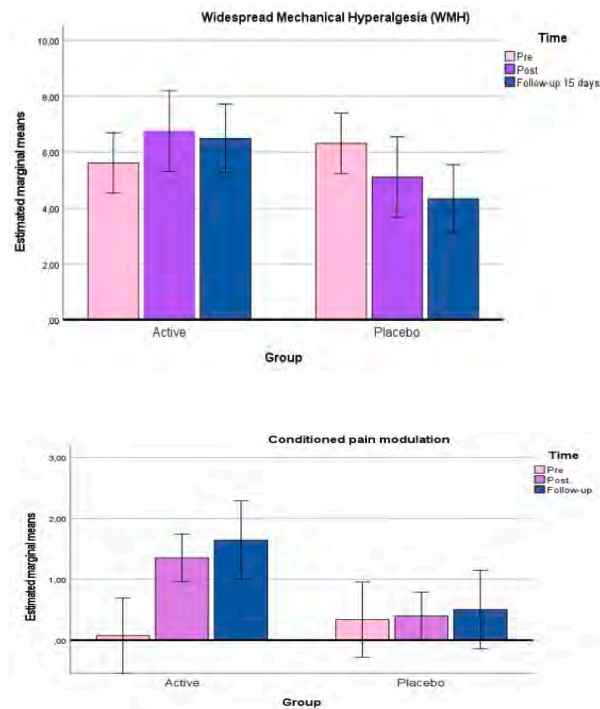 Widespread Mechanical Hyperalgesia (WMH)
Time
Pre
Post
Follow-up 15 days
10,00
8,00
6,00
4,00
2,00
,00
Estimated marginal means
Active
Placebo
Group
Conditioned pain modulation
Time
Pre
Post
Follow-up
3,00
2,00
1,00
,00
Estimated marginal means
Active
Placebo
Group